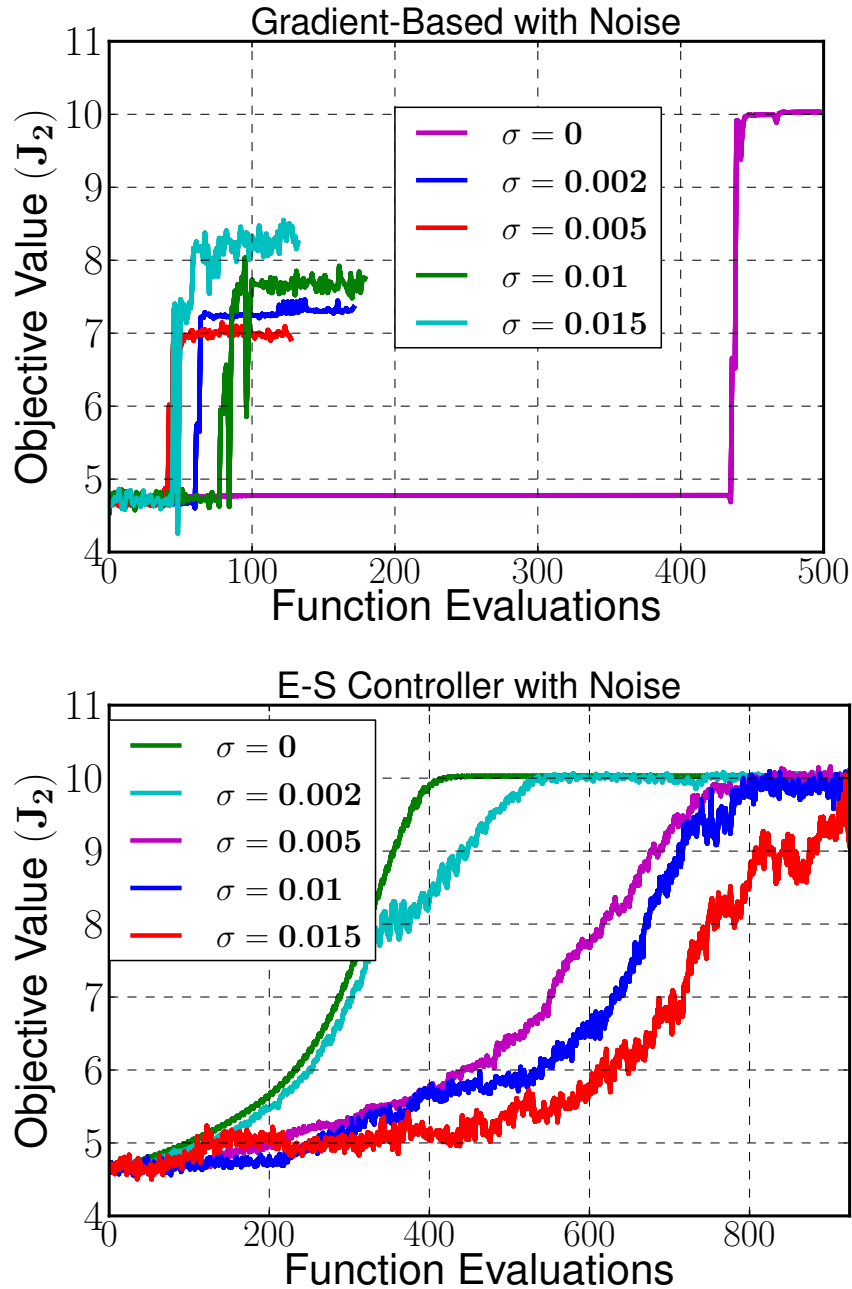 Gradient-Based with Noise
11
10
9
8
7
6
5
4
Objective Value (J₂)
σ = 0
σ = 0.002
σ = 0.005
σ = 0.01
σ = 0.015
0 100 200 300 400 500
Function Evaluations
E-S Controller with Noise
11
10
9
8
7
6
5
4
Objective Value (J₂)
σ = 0
σ = 0.002
σ = 0.005
σ = 0.01
σ = 0.015
0 200 400 600 800
Function Evaluations